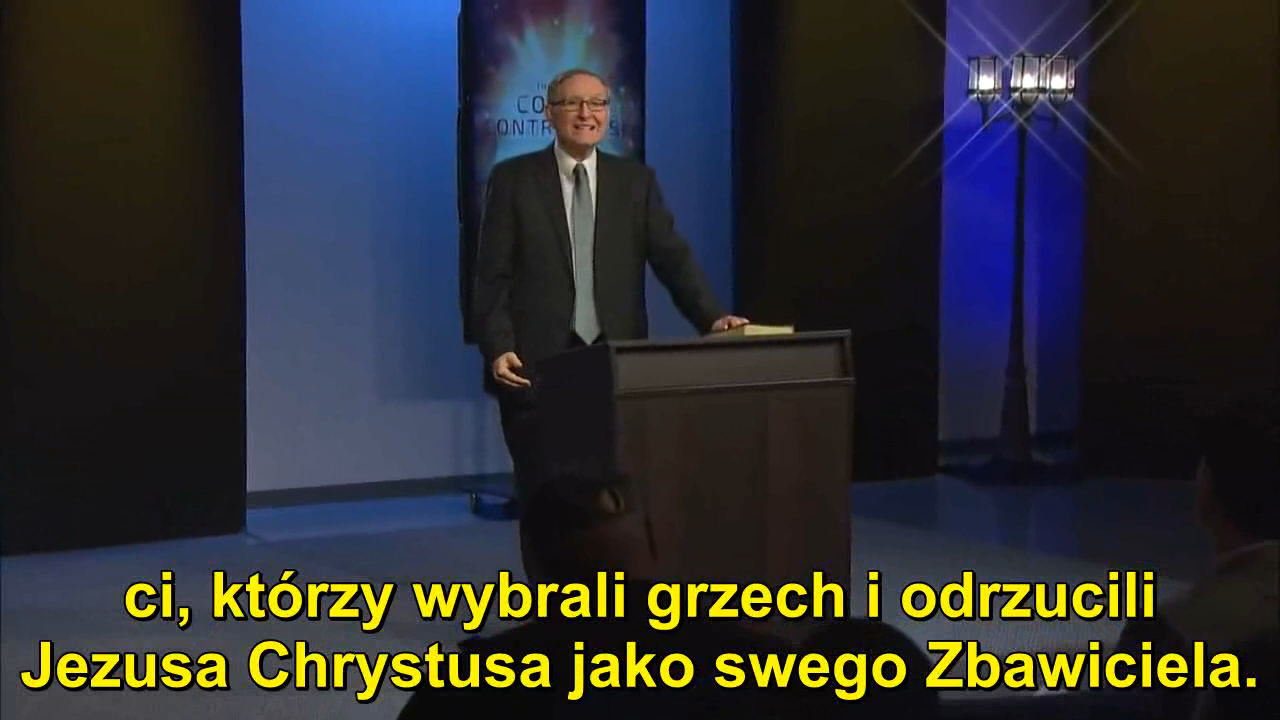 ci, którzy wybrali grzech i odrzucili
Jezusa Chrystusa jako swego Zbawiciela.